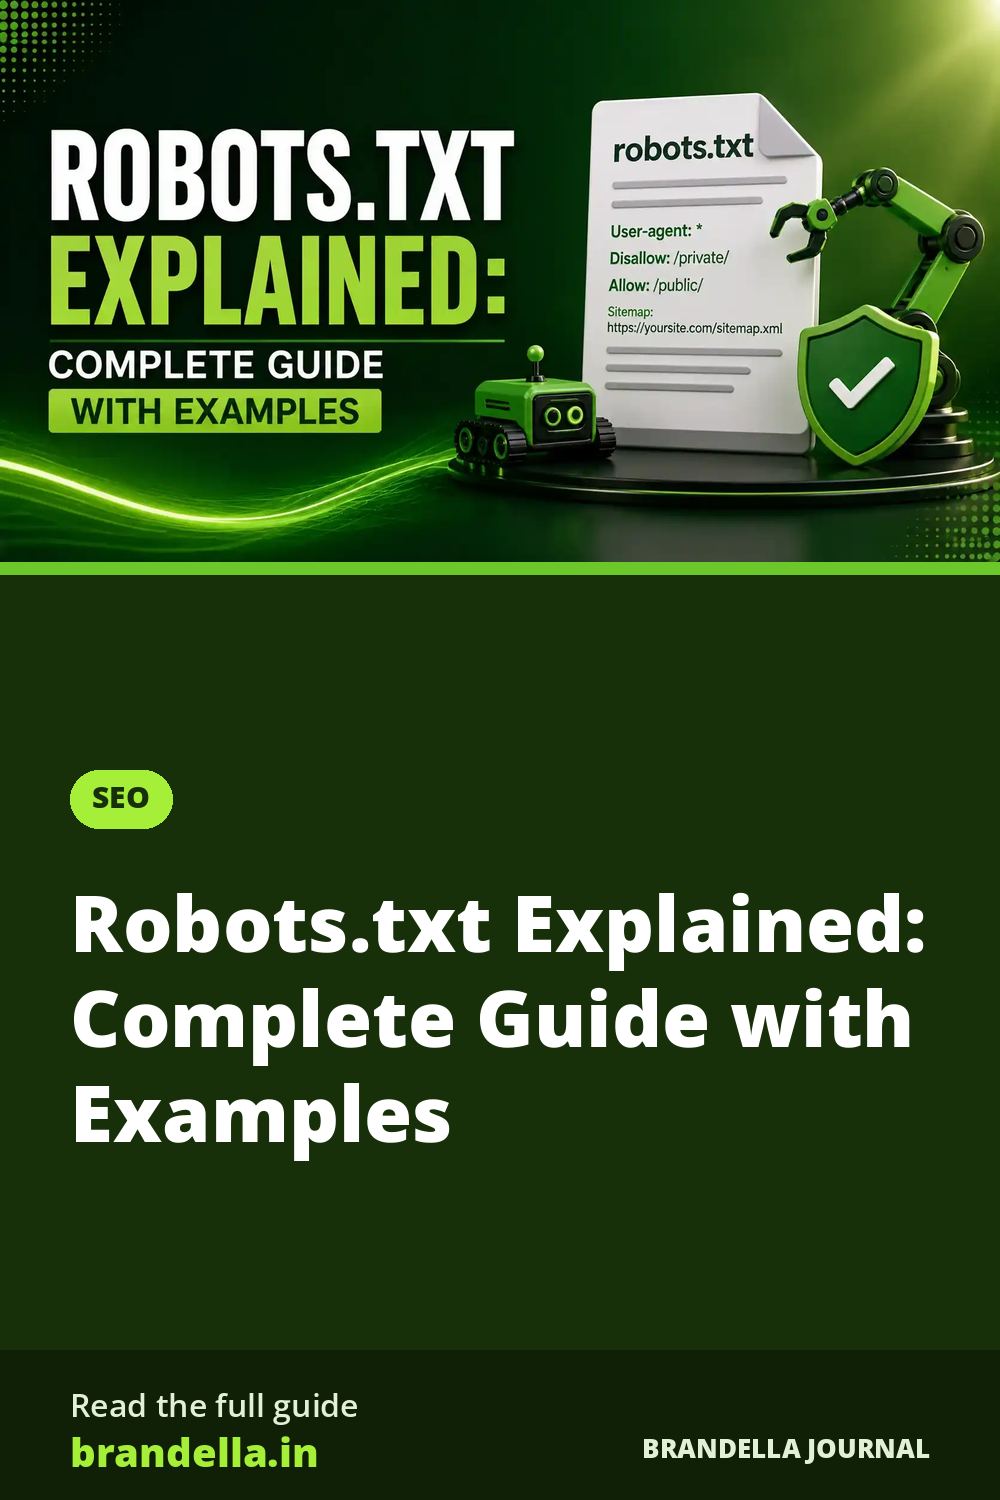 ROBOTS.TXT
EXPLAINED:
COMPLETE GUIDE
WITH EXAMPLES
robots.txt
User-agent: *
Disallow: /private/
Allow: /public/
Sitemap:
https://yoursite.com/sitemap.xml
SEO
Robots.txt Explained:
Complete Guide with
Examples
Read the full guide
brandella.in
BRANDELLA JOURNAL